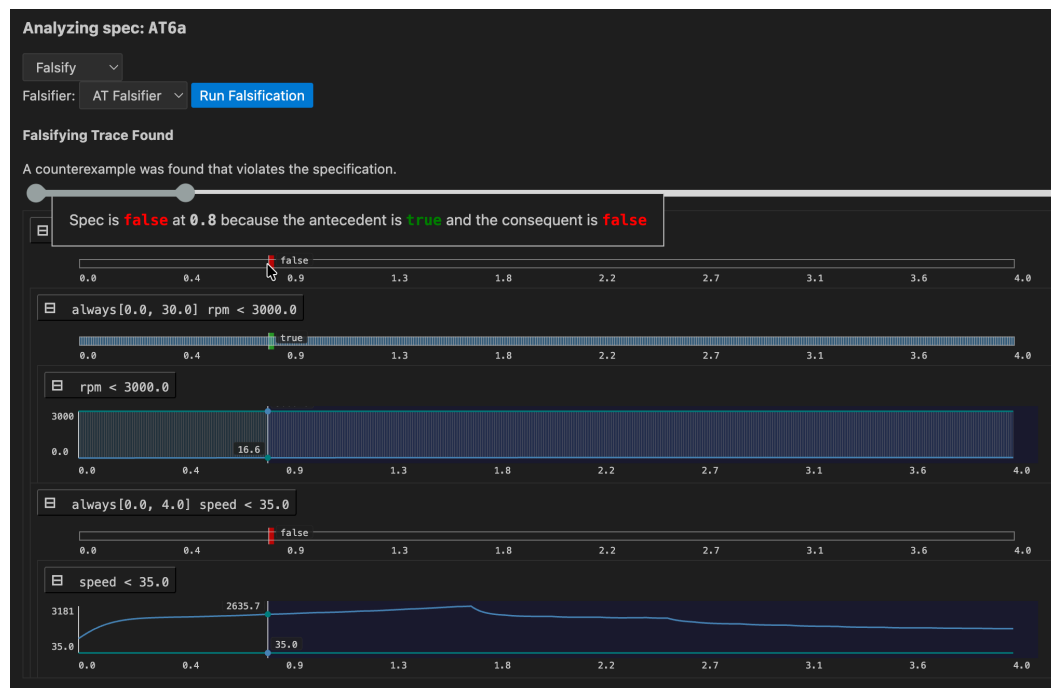 Analyzing spec: AT6a
Falsify
Falsifier: AT Falsifier Run Falsification
Falsifying Trace Found
A counterexample was found that violates the specification.
Spec is false at 0.8 because the antecedent is true and the consequent is false
false
0.0 0.4 0.9 1.3 1.8 2.2 2.7 3.1 3.6 4.0
always[0.0, 30.0] rpm < 3000.0
true
0.0 0.4 0.9 1.3 1.8 2.2 2.7 3.1 3.6 4.0
rpm < 3000.0
3000
16.6
0.0
0.0 0.4 0.9 1.3 1.8 2.2 2.7 3.1 3.6 4.0
always[0.0, 4.0] speed < 35.0
false
0.0 0.4 0.9 1.3 1.8 2.2 2.7 3.1 3.6 4.0
speed < 35.0
3181 2635.7
35.0 35.0
0.0 0.4 0.9 1.3 1.8 2.2 2.7 3.1 3.6 4.0